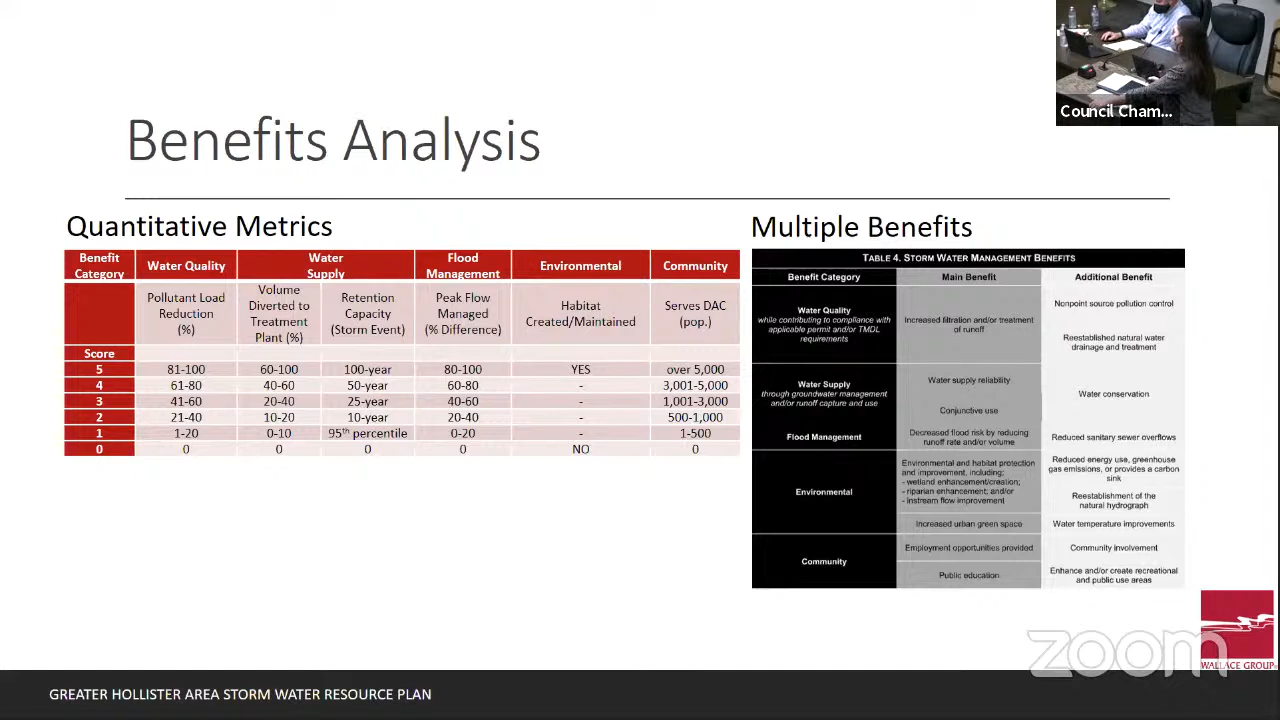 Council Cham...
Benefits Analysis
Quantitative Metrics
Benefit Category Water Quality Water Supply Flood Management Environmental Community
Pollutant Load Reduction (%) Volume Diverted to Treatment Plant (%) Retention Capacity (Storm Event) Peak Flow Managed (% Difference) Habitat Created/Maintained Serves DAC (pop.)
Score
5 81-100 60-100 100-year 80-100 YES over 5,000
4 61-80 40-60 50-year 60-80 - 3,001-5,000
3 41-60 20-40 25-year 40-60 - 1,001-3,000
2 21-40 10-20 10-year 20-40 - 500-1,000
1 1-20 0-10 95th percentile 0-20 - 1-500
0 0 0 0 0 NO 0
Multiple Benefits
TABLE 4. STORM WATER MANAGEMENT BENEFITS
Benefit Category Main Benefit Additional Benefit
Water Quality
while contributing to compliance with
applicable permit and/or TMDL
requirements
Increased filtration and/or treatment
of runoff
Nonpoint source pollution control
Reestablished natural water
drainage and treatment
Water Supply
through groundwater management
and/or runoff capture and use
Water supply reliability
Conjunctive use
Water conservation
Flood Management
Decreased flood risk by reducing
runoff rate and/or volume
Reduced sanitary sewer overflows
Environmental
Environmental and habitat protection
and improvement, including;
- wetland enhancement/creation;
- riparian enhancement; and/or
- instream flow improvement
Reduced energy use, greenhouse
gas emissions, or provides a carbon
sink
Reestablishment of the
natural hydrograph
Increased urban green space
Water temperature improvements
Community
Employment opportunities provided
Community involvement
Public education
Enhance and/or create recreational
and public use areas
zoom
WALLACE GROUP
GREATER HOLLISTER AREA STORM WATER RESOURCE PLAN